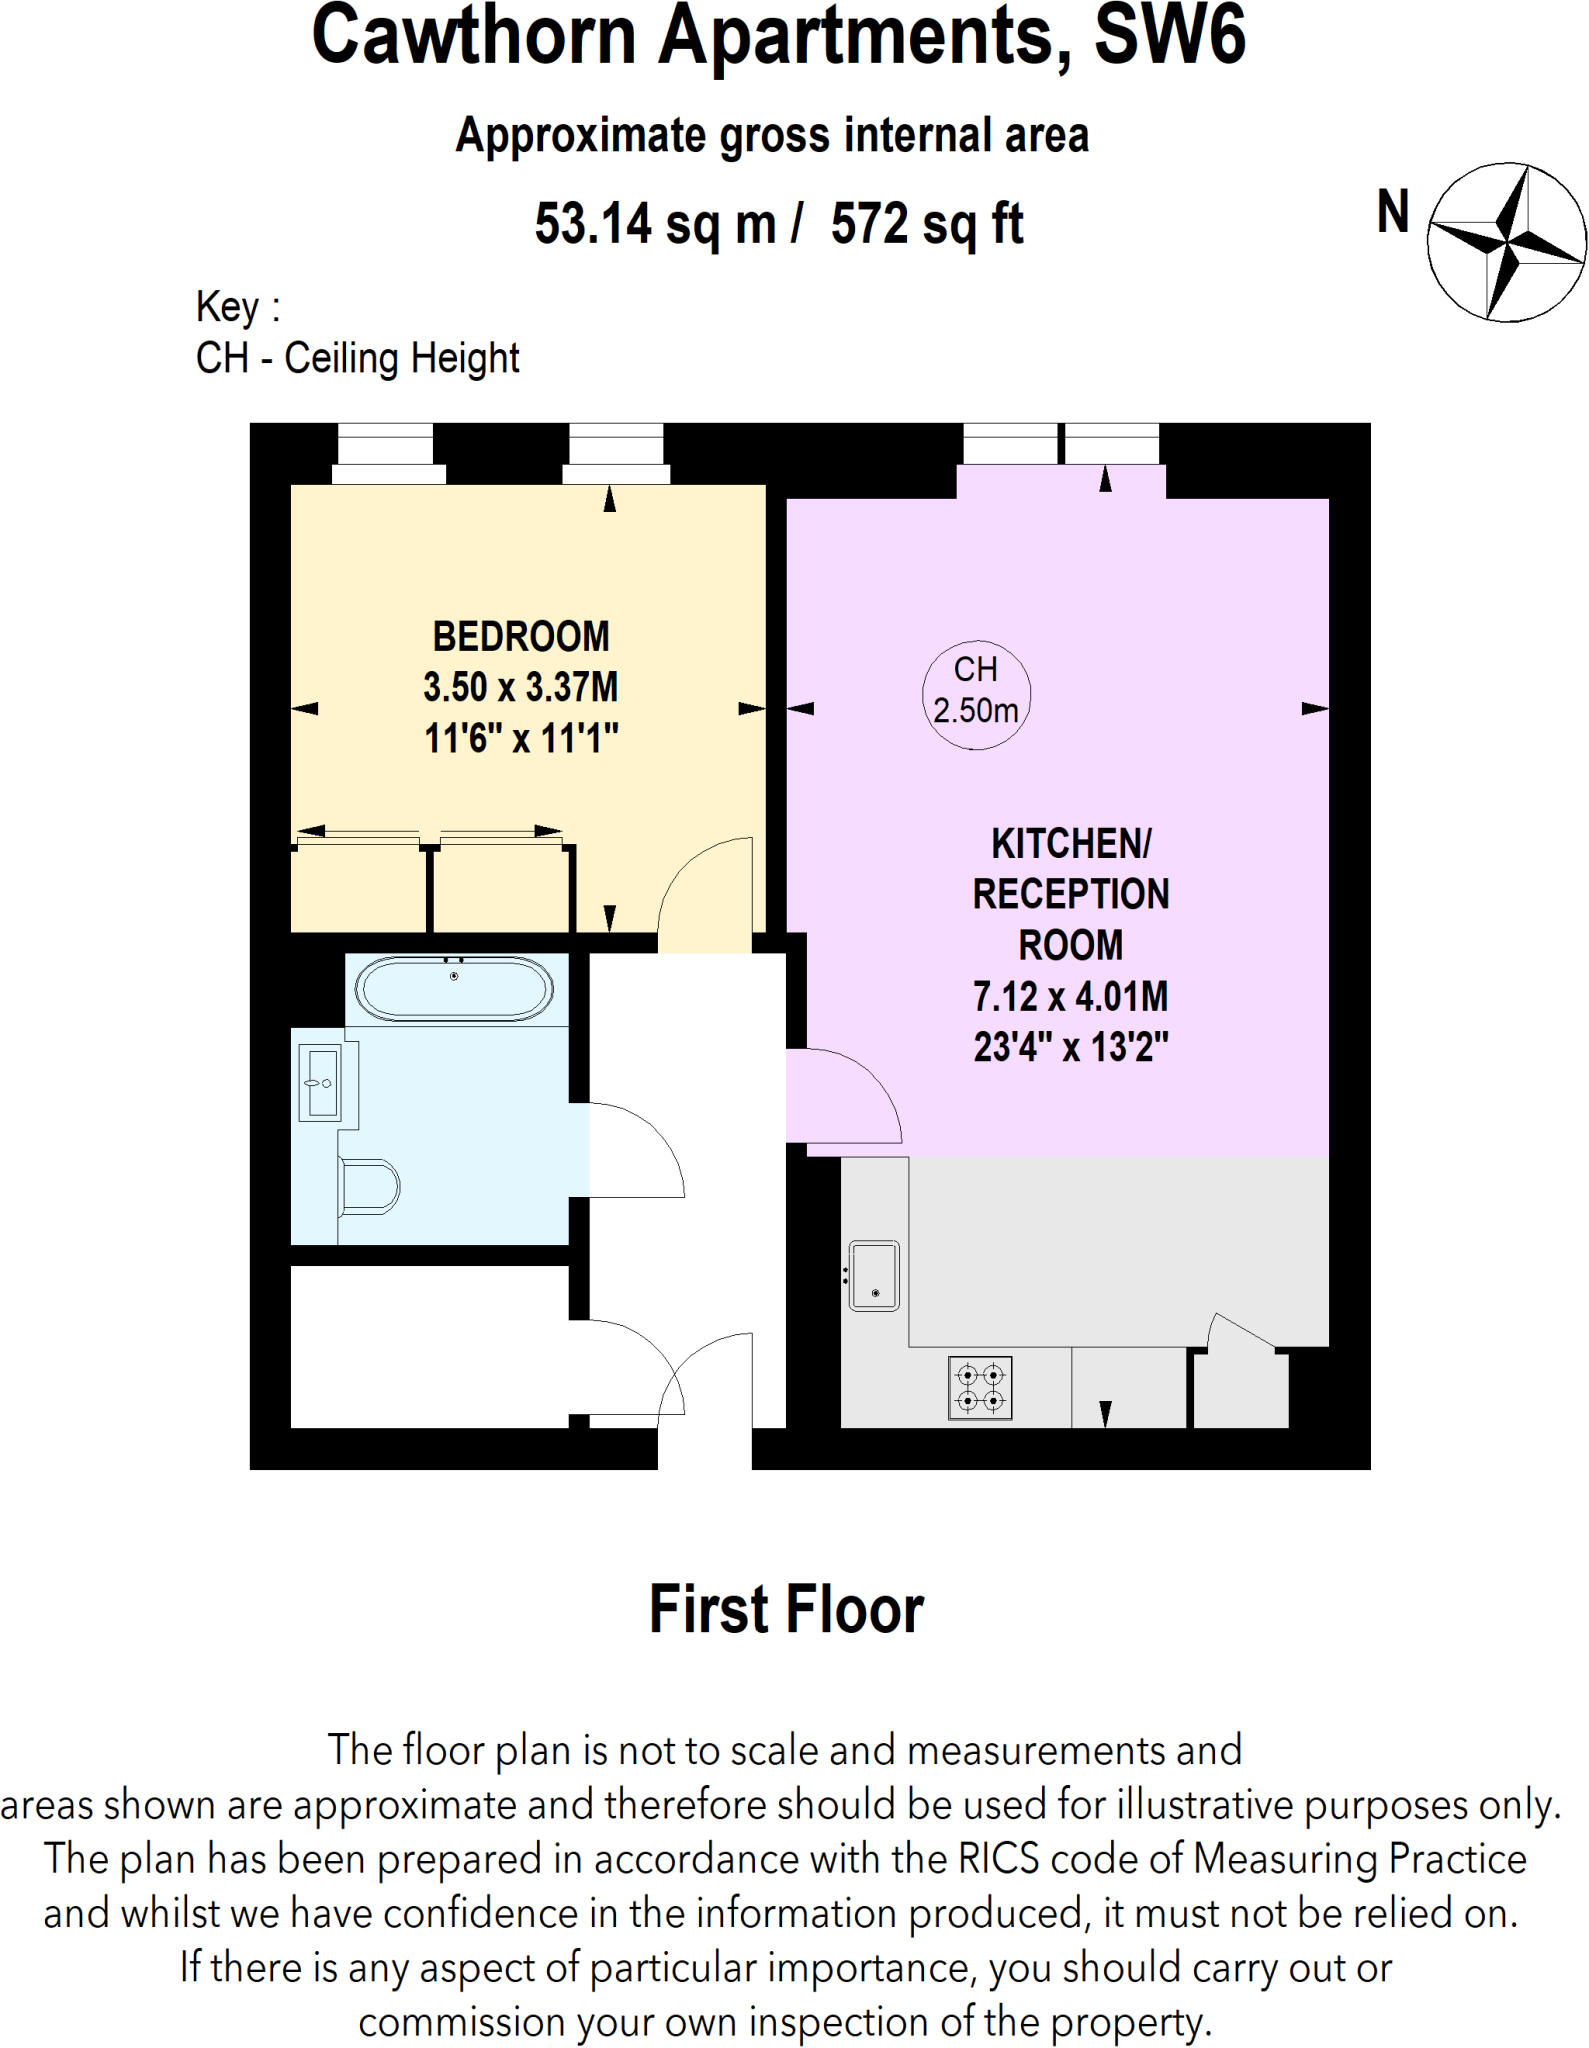 Cawthorn Apartments, SW6
Approximate gross internal area
53.14 sq m / 572 sq ft
N
Key :
CH - Ceiling Height
BEDROOM
3.50 x 3.37M
11'6" x 11'1"
CH
2.50m
KITCHEN/
RECEPTION
ROOM
7.12 x 4.01M
23'4" x 13'2"
First Floor
The floor plan is not to scale and measurements and
areas shown are approximate and therefore should be used for illustrative purposes only.
The plan has been prepared in accordance with the RICS code of Measuring Practice
and whilst we have confidence in the information produced, it must not be relied on.
If there is any aspect of particular importance, you should carry out or
commission your own inspection of the property.